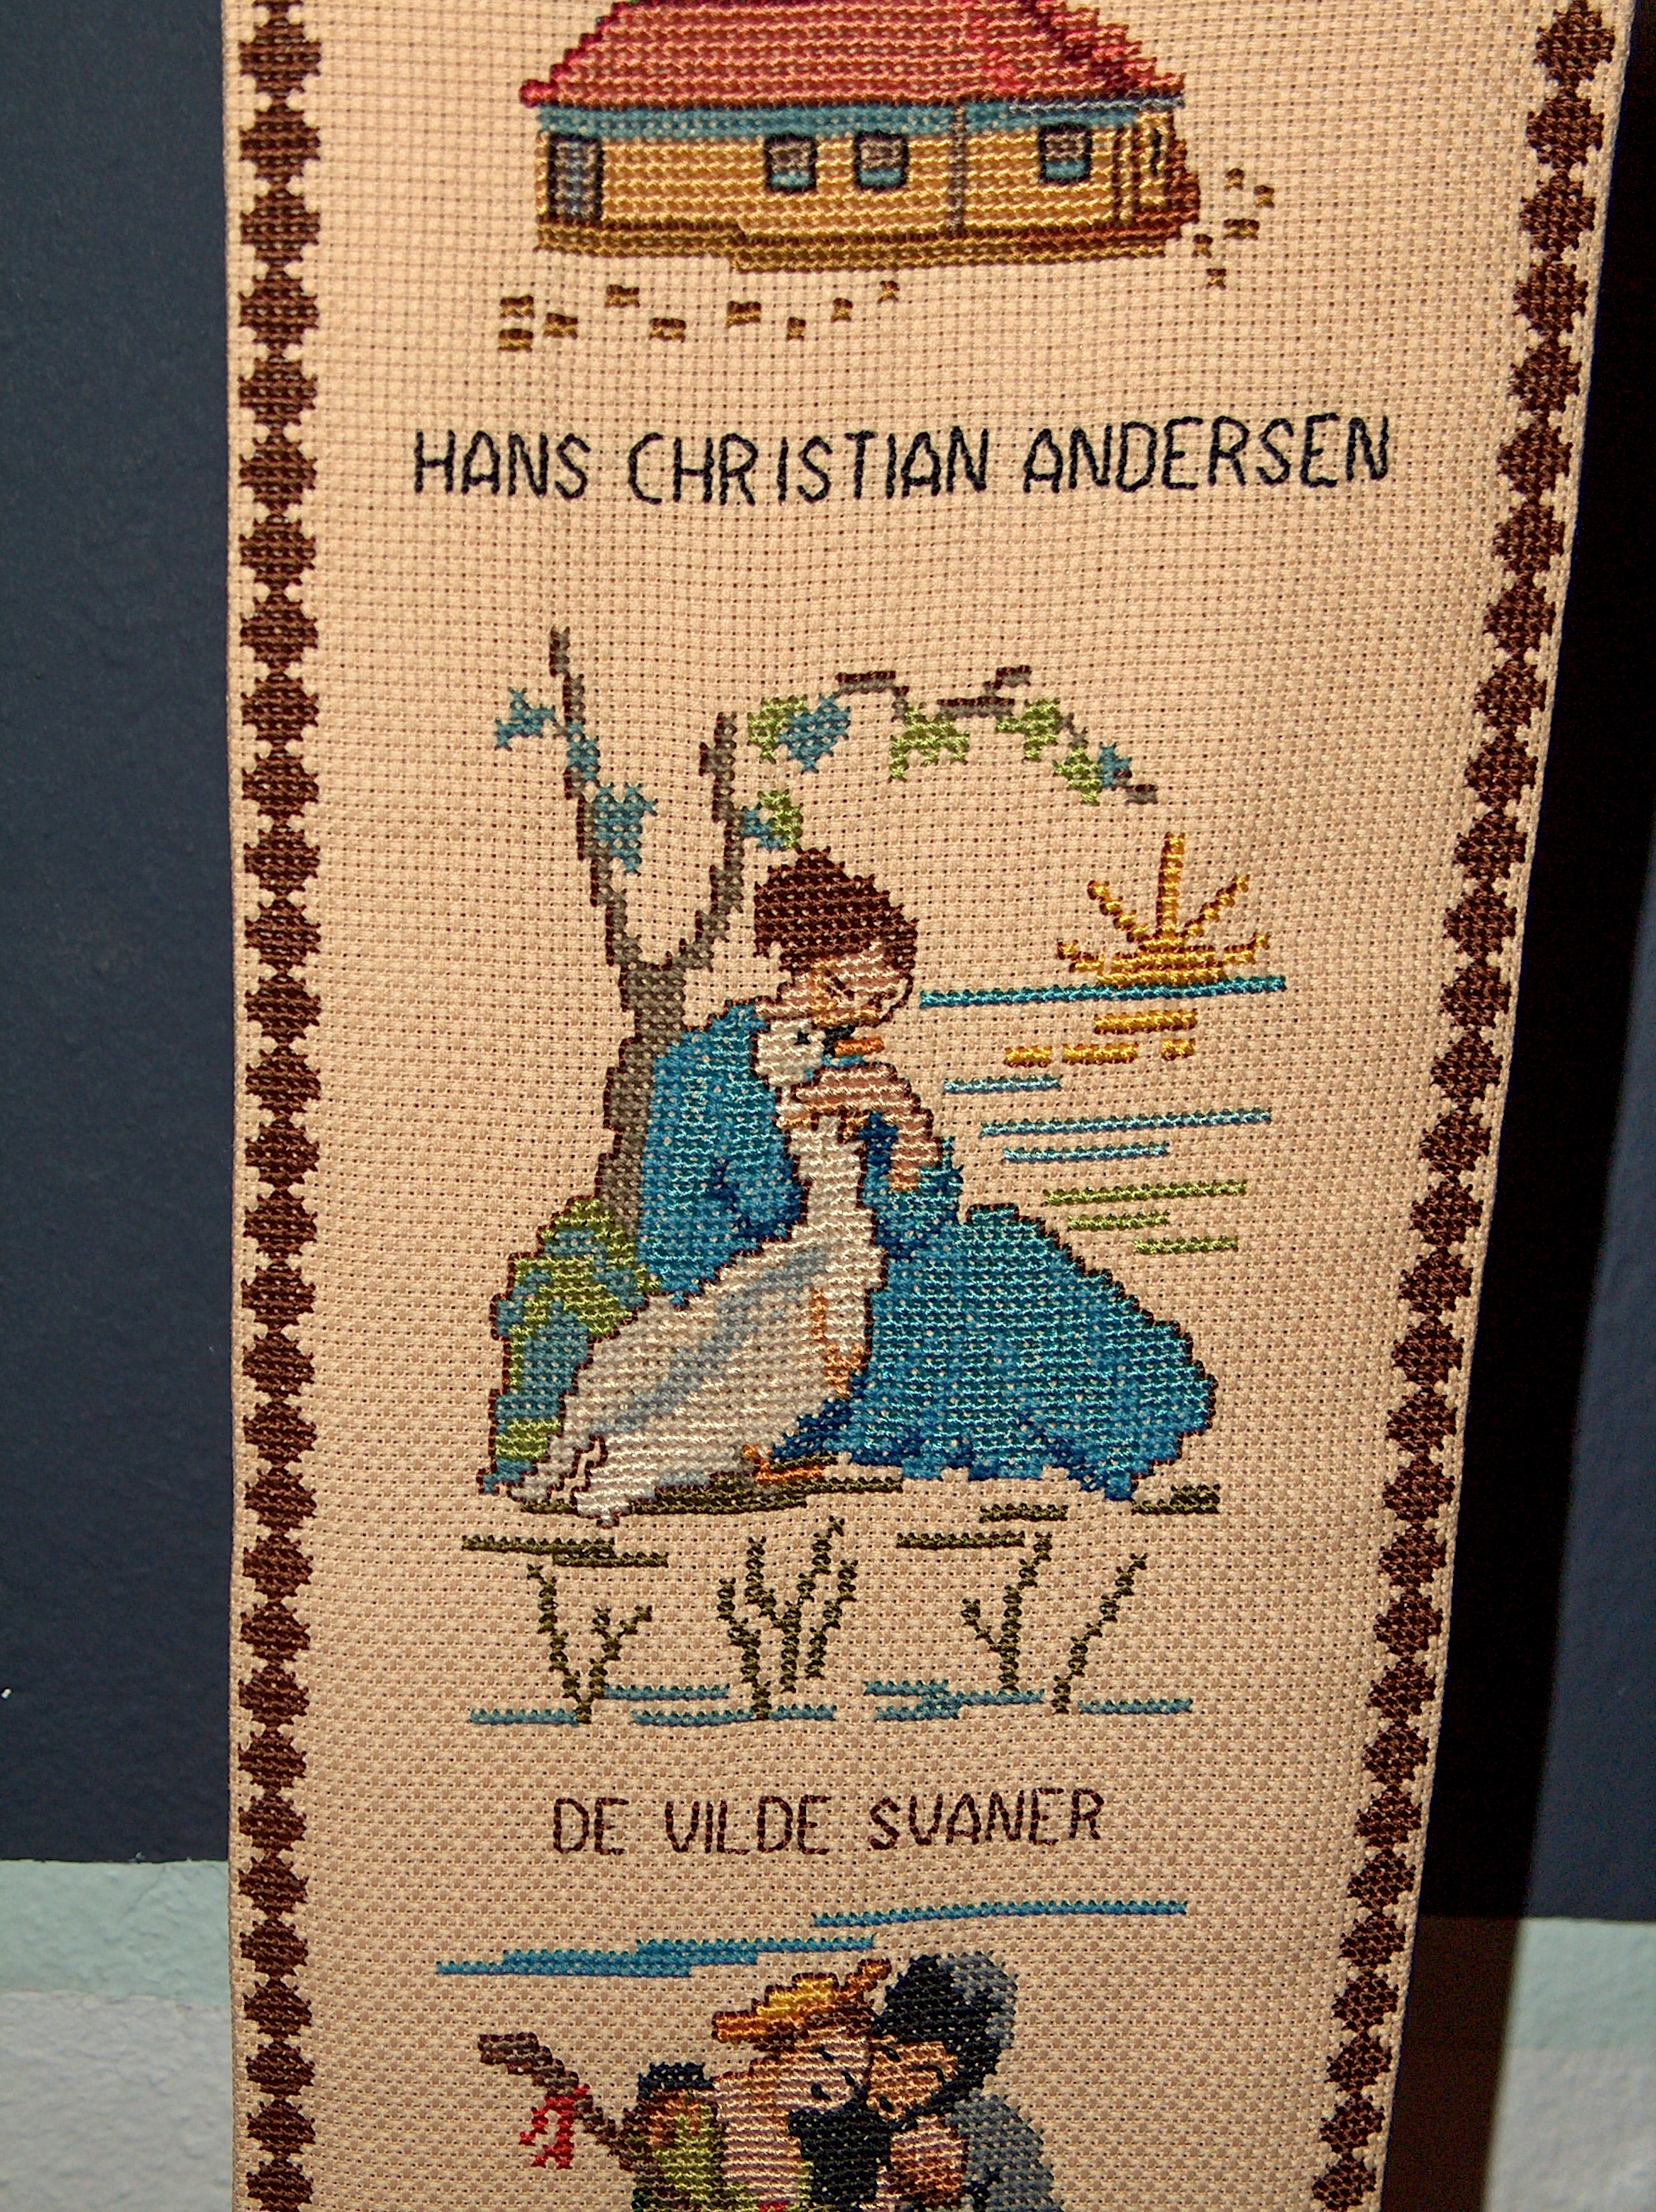 HANS CHRISTIAN ANDERSEN
DE VILDE SVANER